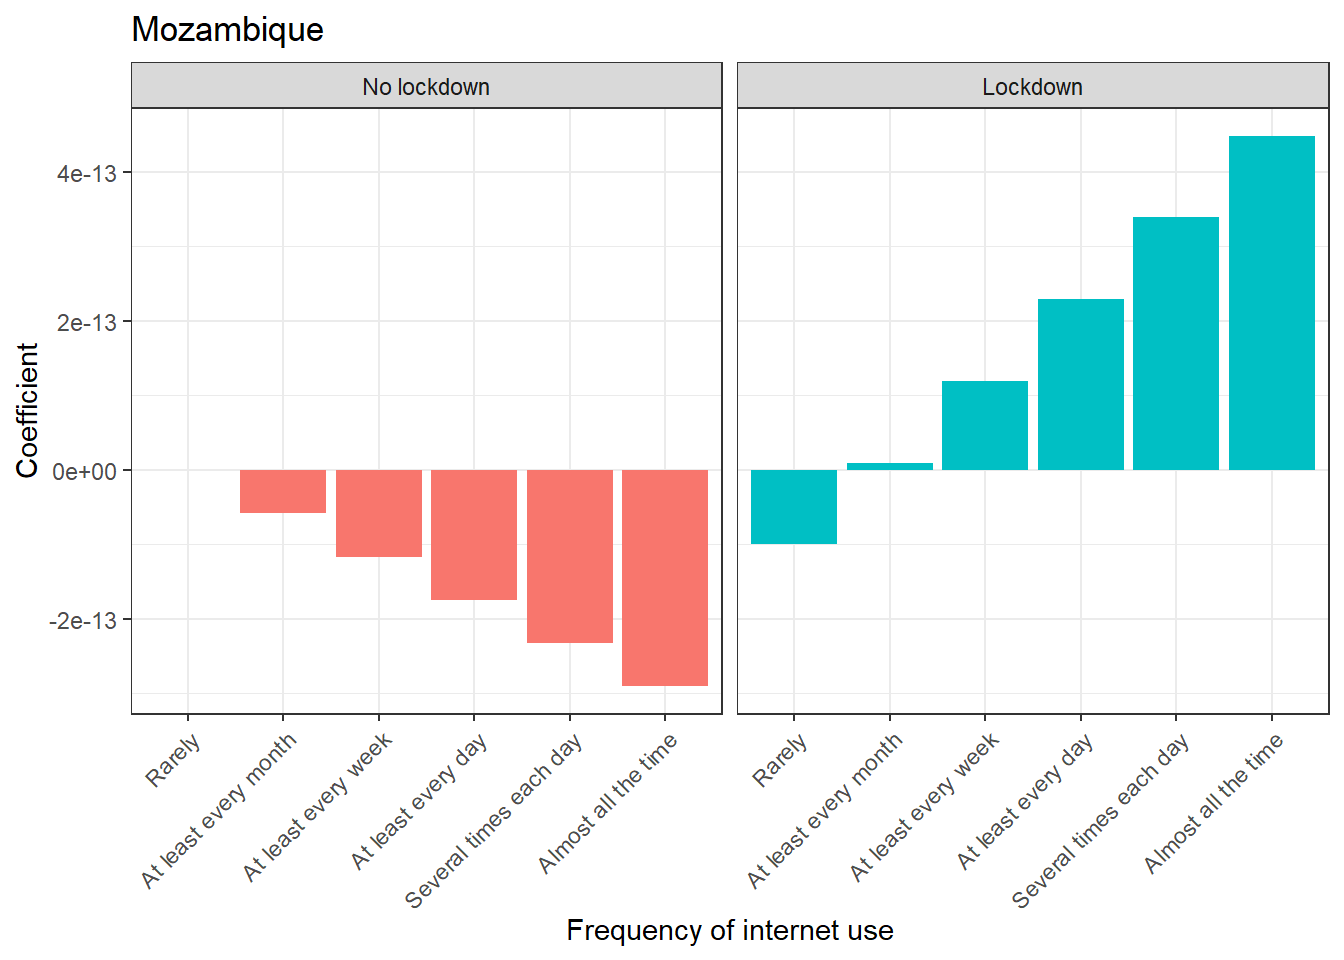 Mozambique
No lockdown
Lockdown
Coefficient
4e-13
2e-13
0e+00
-2e-13
Rarely
At least every month
At least every week
At least every day
Several times each day
Almost all the time
Rarely
At least every month
At least every week
At least every day
Several times each day
Almost all the time
Frequency of internet use